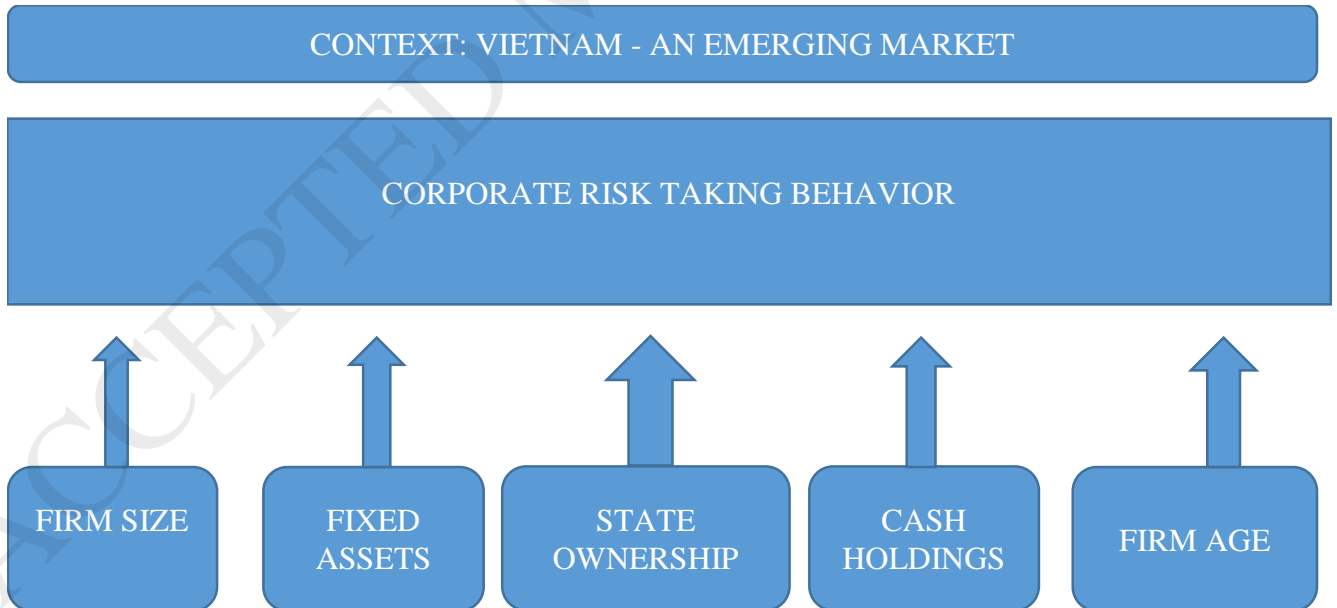 CONTEXT: VIETNAM - AN EMERGING MARKET
CORPORATE RISK TAKING BEHAVIOR
FIRM SIZE
FIXED
ASSETS
STATE
OWNERSHIP
CASH
HOLDINGS
FIRM AGE
ACCEPTED